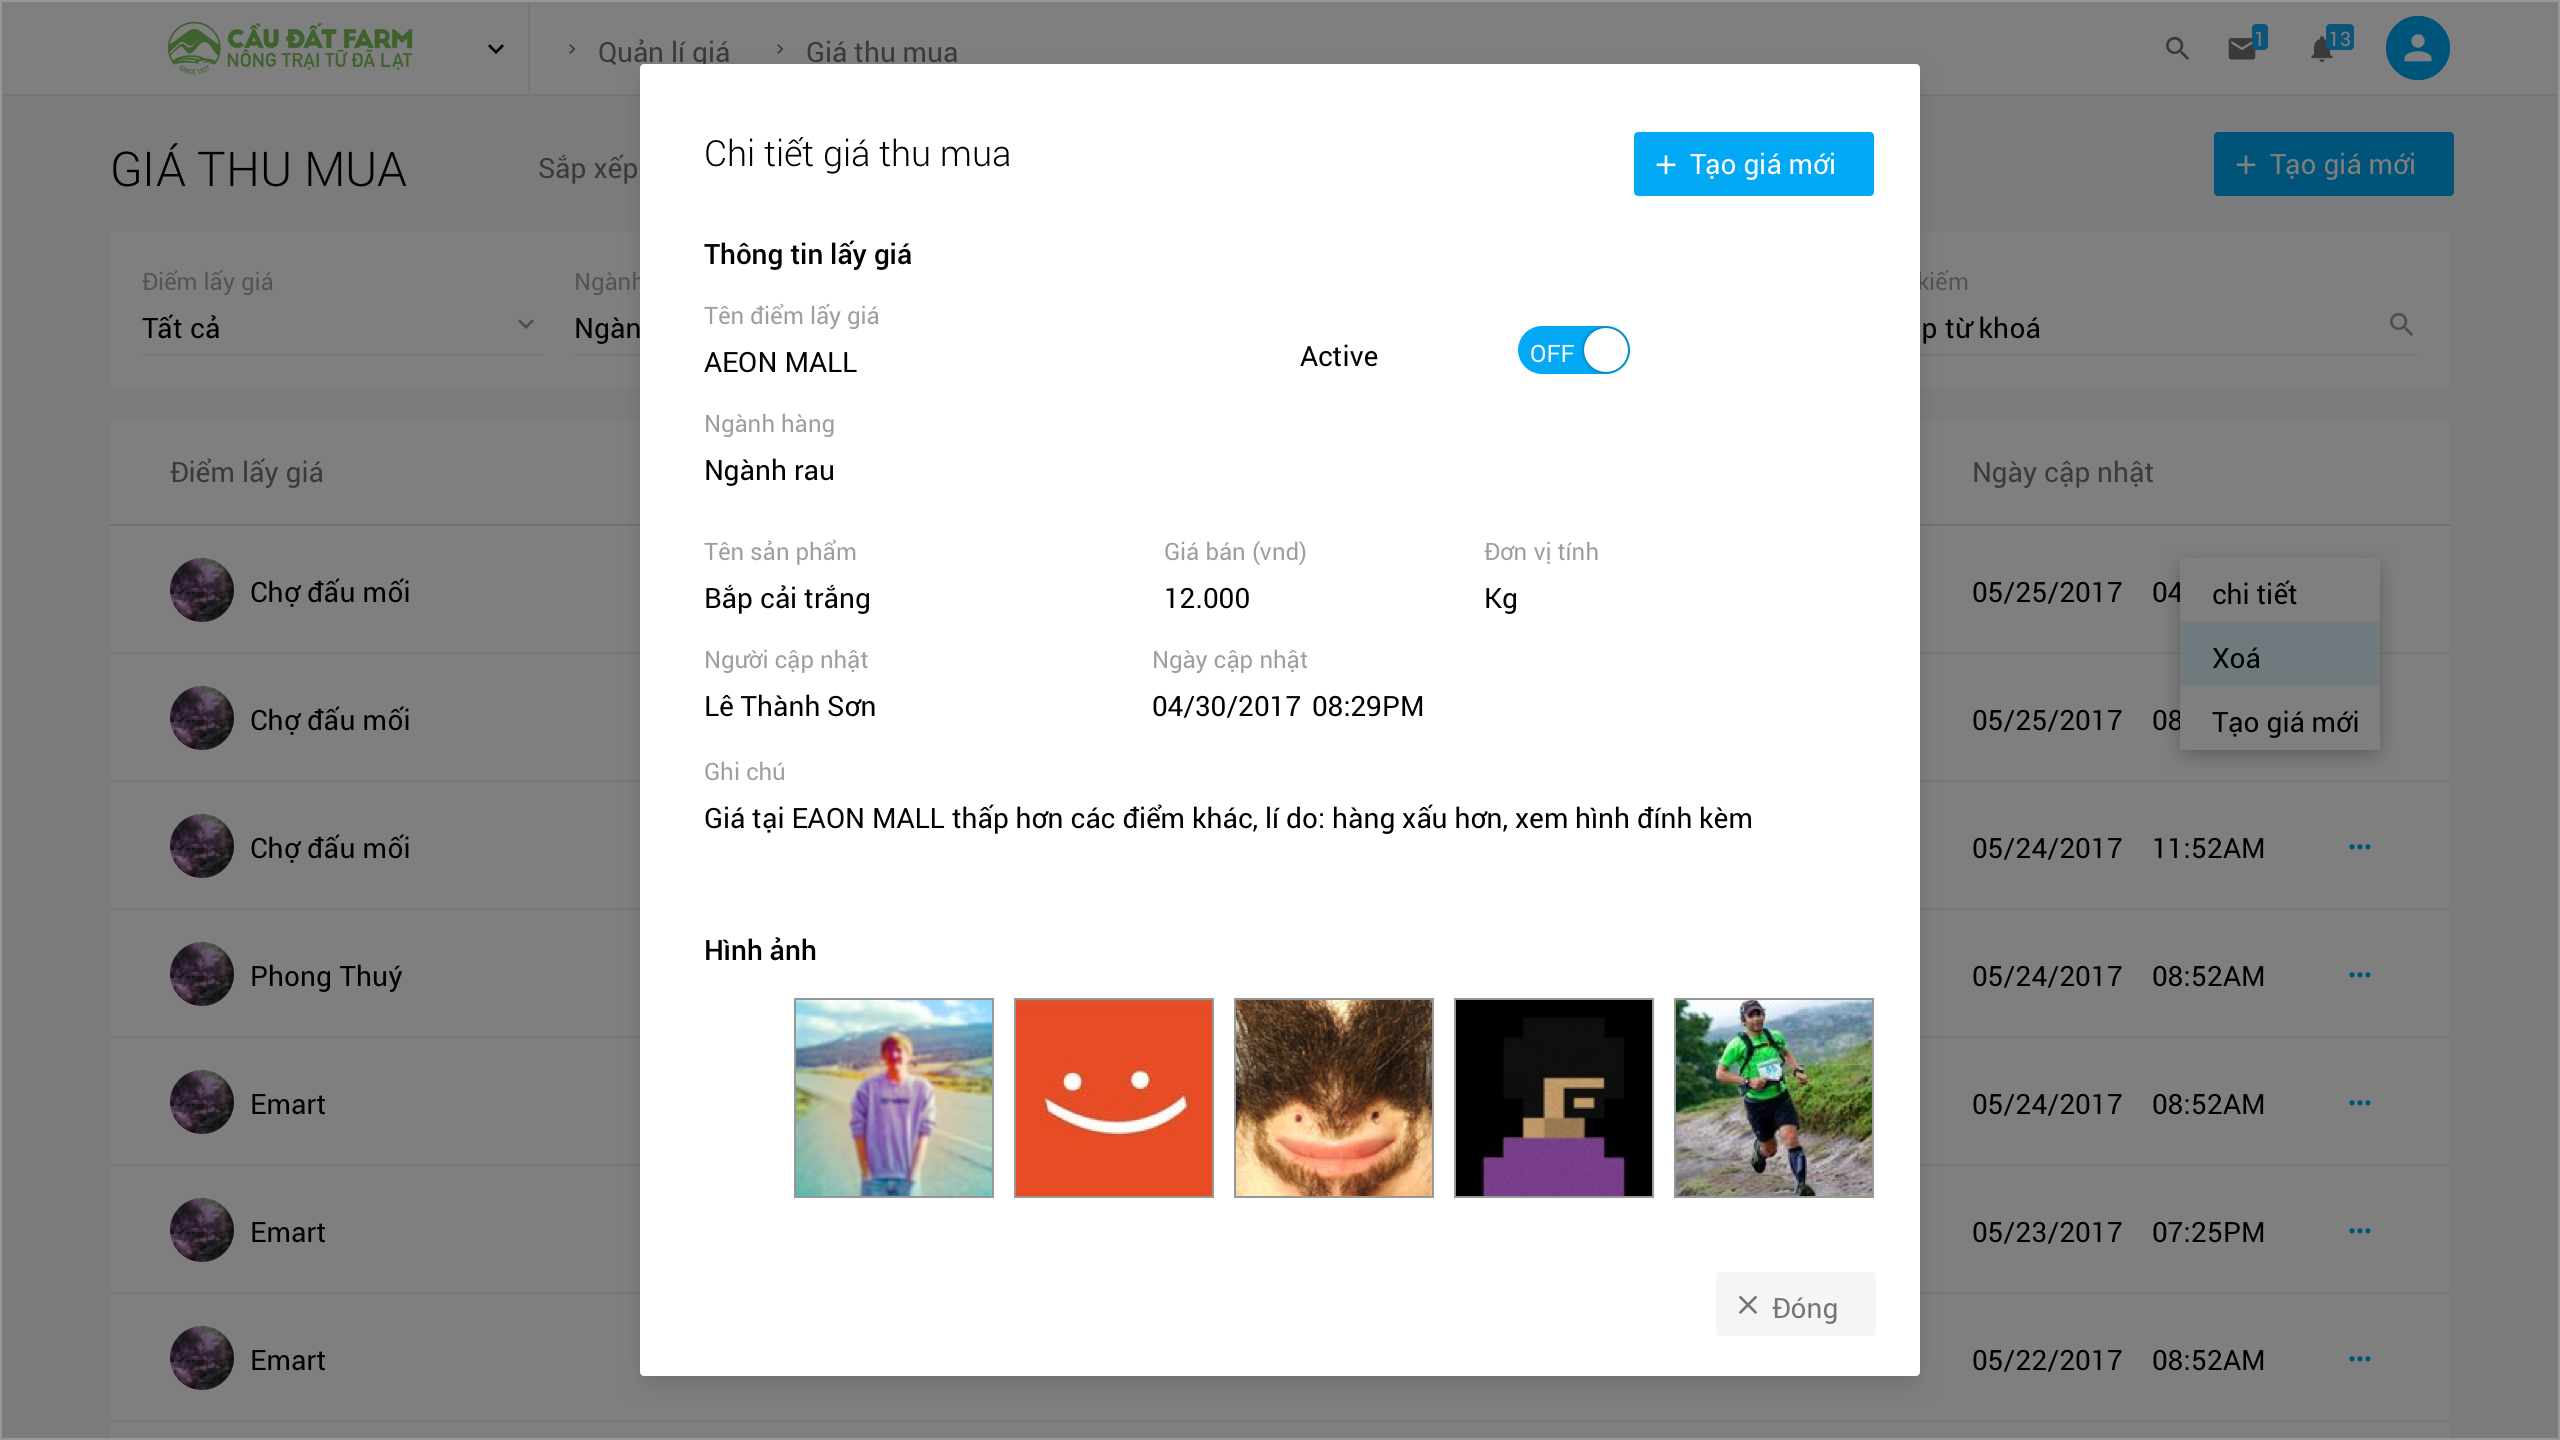 CẦU ĐẤT FARM
NÔNG TRẠI TỪ ĐÀ LẠT
SINCE 1927
Quản lí giá
Giá thu mua
1
13
GIÁ THU MUA
Sắp xếp
+ Tạo giá mới
Điểm lấy giá
Tất cả
Ngành
Ngàn
kiếm
p từ khoá
Điểm lấy giá
Ngày cập nhật
Chợ đấu mối
05/25/2017 04
Chợ đấu mối
05/25/2017 08
chi tiết
Xoá
Tạo giá mới
Chợ đấu mối
05/24/2017 11:52AM
Phong Thuý
05/24/2017 08:52AM
Emart
05/24/2017 08:52AM
Emart
05/23/2017 07:25PM
Emart
05/22/2017 08:52AM
Chi tiết giá thu mua
+ Tạo giá mới
Thông tin lấy giá
Tên điểm lấy giá
AEON MALL
Active
OFF
Ngành hàng
Ngành rau
Tên sản phẩm
Giá bán (vnd)
Đơn vị tính
Bắp cải trắng
12.000
Kg
Người cập nhật
Ngày cập nhật
Lê Thành Sơn
04/30/2017 08:29PM
Ghi chú
Giá tại EAON MALL thấp hơn các điểm khác, lí do: hàng xấu hơn, xem hình đính kèm
Hình ảnh
Đóng